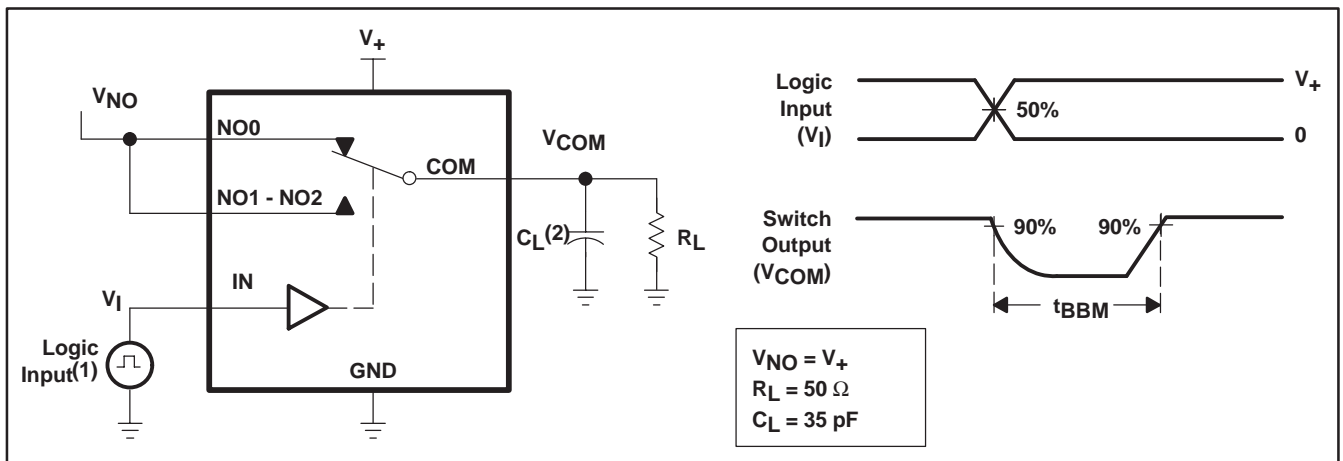 V+
VNO
NO0
COM
VCOM
NO1 - NO2
CL(2)
RL
IN
VI
Logic
Input(1)
GND
Logic
Input
(VI)
50%
V+
0
Switch
Output
(VCOM)
90%
90%
tBBM
VNO = V+
RL = 50 Ω
CL = 35 pF